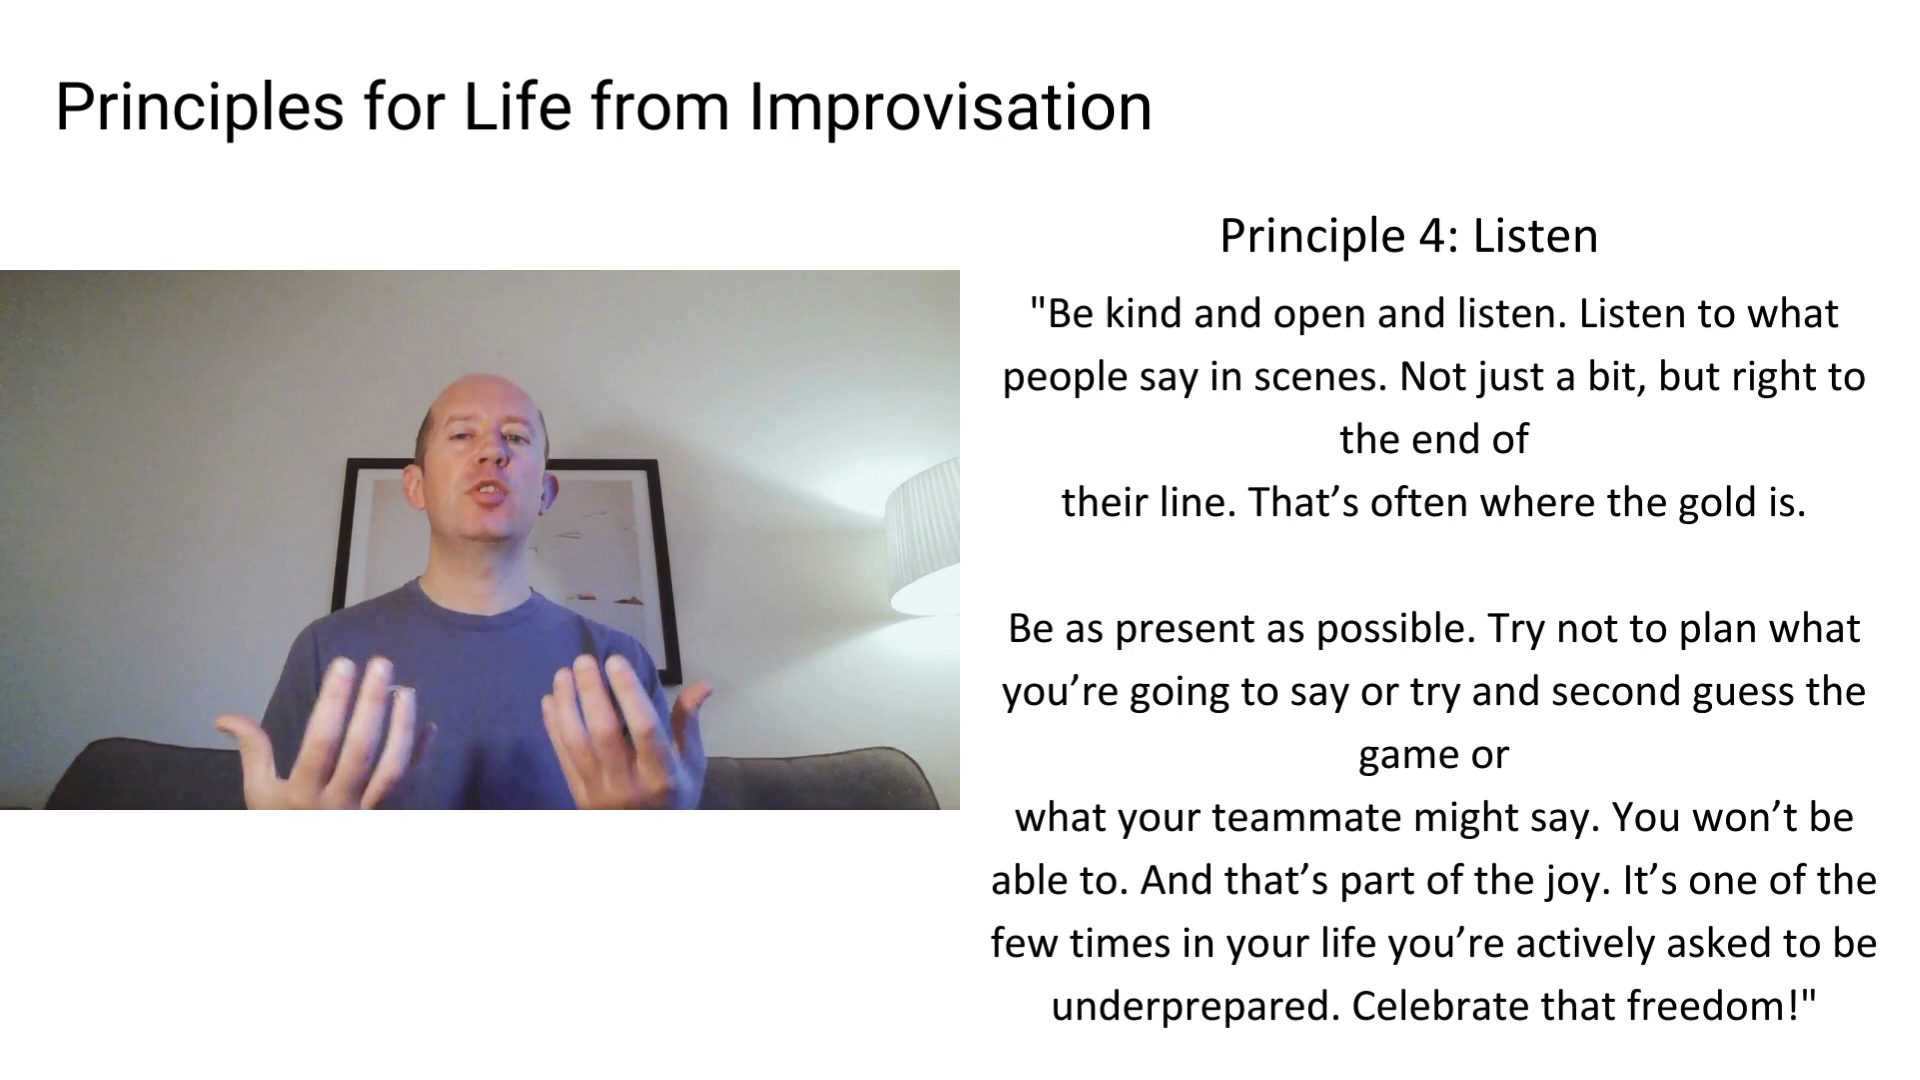 Principles for Life from Improvisation
Principle 4: Listen
"Be kind and open and listen. Listen to what
people say in scenes. Not just a bit, but right to
the end of
their line. That’s often where the gold is.
Be as present as possible. Try not to plan what
you’re going to say or try and second guess the
game or
what your teammate might say. You won’t be
able to. And that’s part of the joy. It’s one of the
few times in your life you’re actively asked to be
underprepared. Celebrate that freedom!"